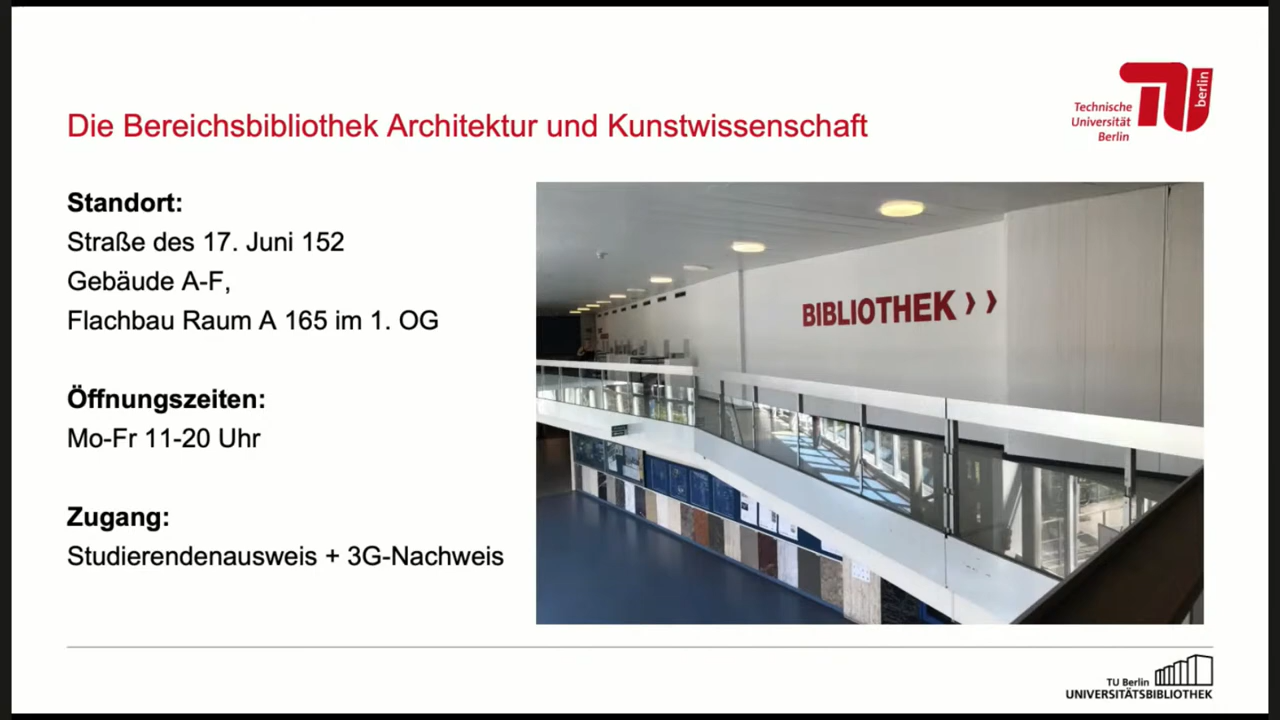 Die Bereichsbibliothek Architektur und Kunstwissenschaft
Technische
Universität
Berlin
berlin
Standort:
Straße des 17. Juni 152
Gebäude A-F,
Flachbau Raum A 165 im 1. OG
Öffnungszeiten:
Mo-Fr 11-20 Uhr
Zugang:
Studierendenausweis + 3G-Nachweis
BIBLIOTHEK
TU Berlin
UNIVERSITÄTSBIBLIOTHEK